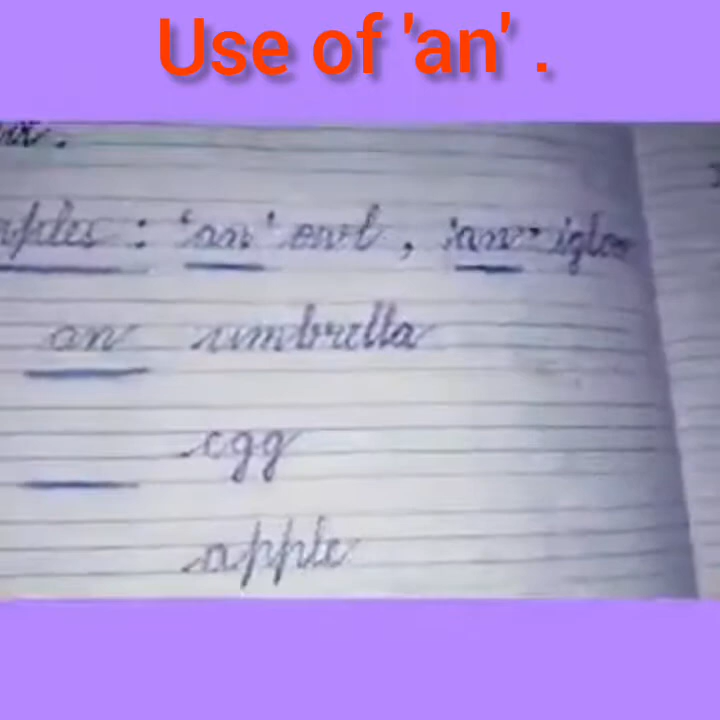 Use of 'an' .
: 'an' owl , 'an' igloo
an umbrella
egg
apple